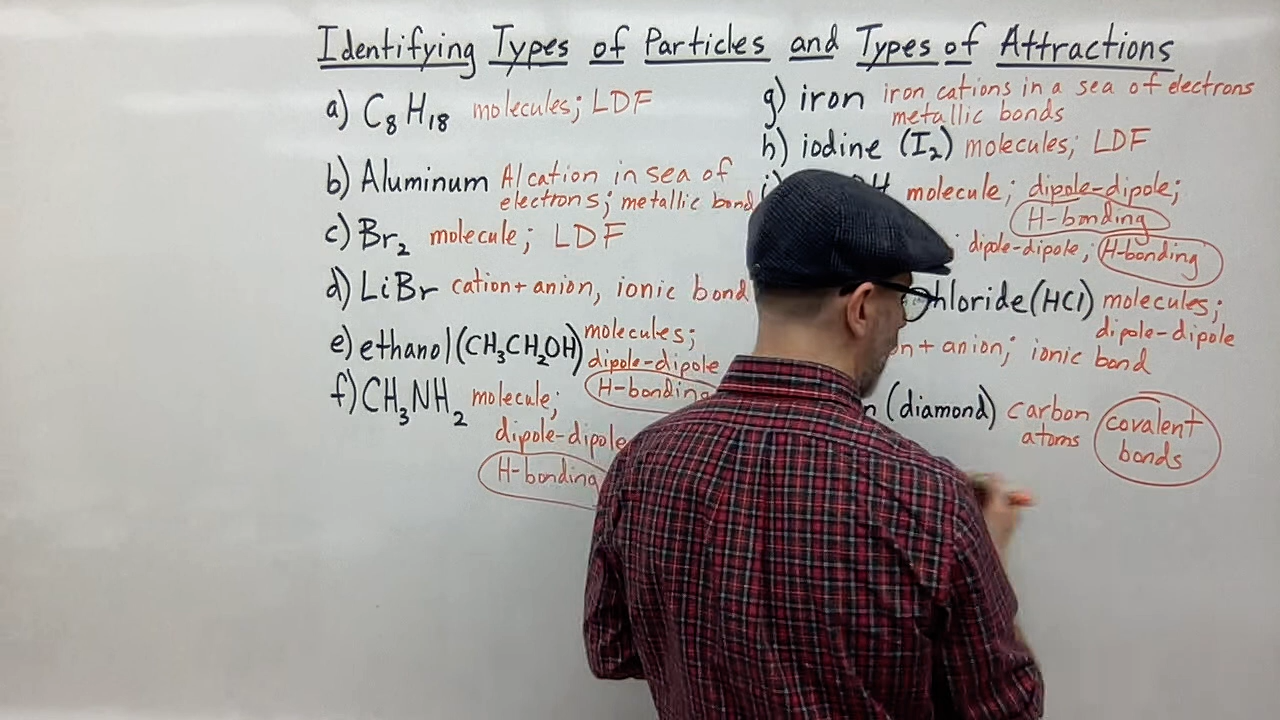 Identifying Types of Particles and Types of Attractions
a) C8H18 molecules; LDF
b) Aluminum Al cation in sea of
electrons; metallic bond
c) Br2 molecule; LDF
d) LiBr cation + anion, ionic bond
e) ethanol (CH3CH2OH) molecules;
dipole-dipole
H-bonding
f) CH3NH2 molecule;
dipole-dipole
H-bonding
g) iron iron cations in a sea of electrons
metallic bonds
h) iodine (I2) molecules; LDF
molecule; dipole-dipole;
H-bonding
; dipole-dipole; H-bonding
hloride (HCl) molecules;
dipole-dipole
n + anion; ionic bond
n (diamond) carbon
atoms
covalent
bonds